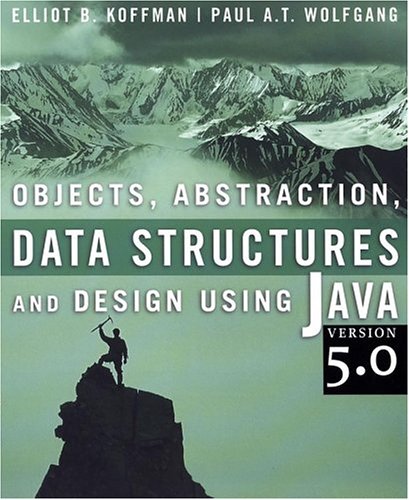 ELLIOT B. KOFFMAN | PAUL A.T. WOLFGANG
OBJECTS, ABSTRACTION,
DATA STRUCTURES
AND DESIGN USING JAVA
VERSION
5.0